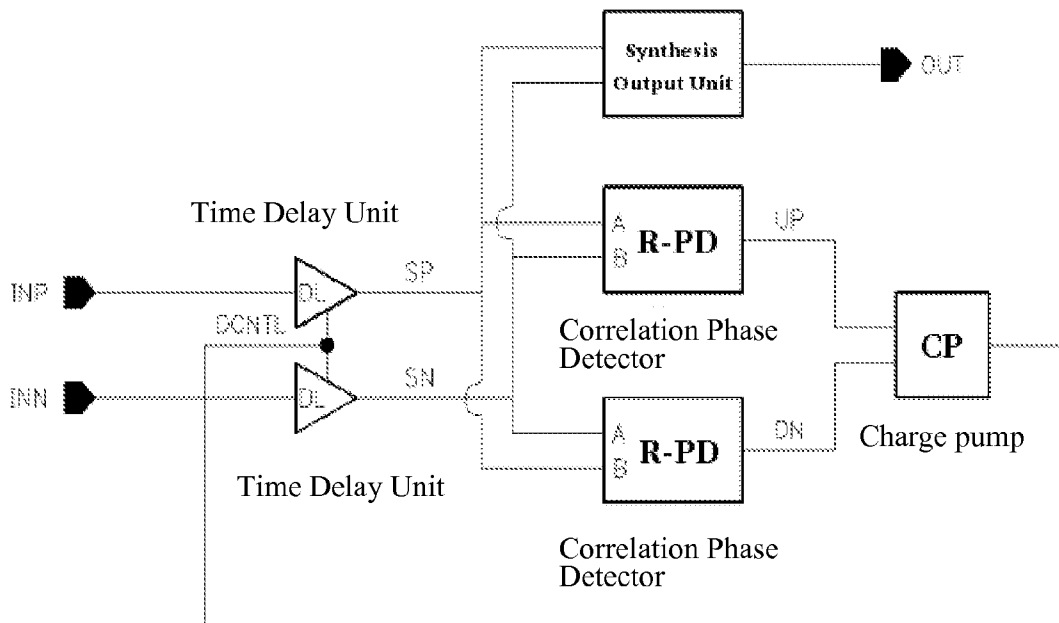 Synthesis
Output Unit
OUT
Time Delay Unit
A
B
R-PD
UP
INP
DL
SP
Correlation Phase
Detector
DCNTL
CP
INN
DL
SN
Charge pump
A
B
R-PD
DN
Time Delay Unit
Correlation Phase
Detector